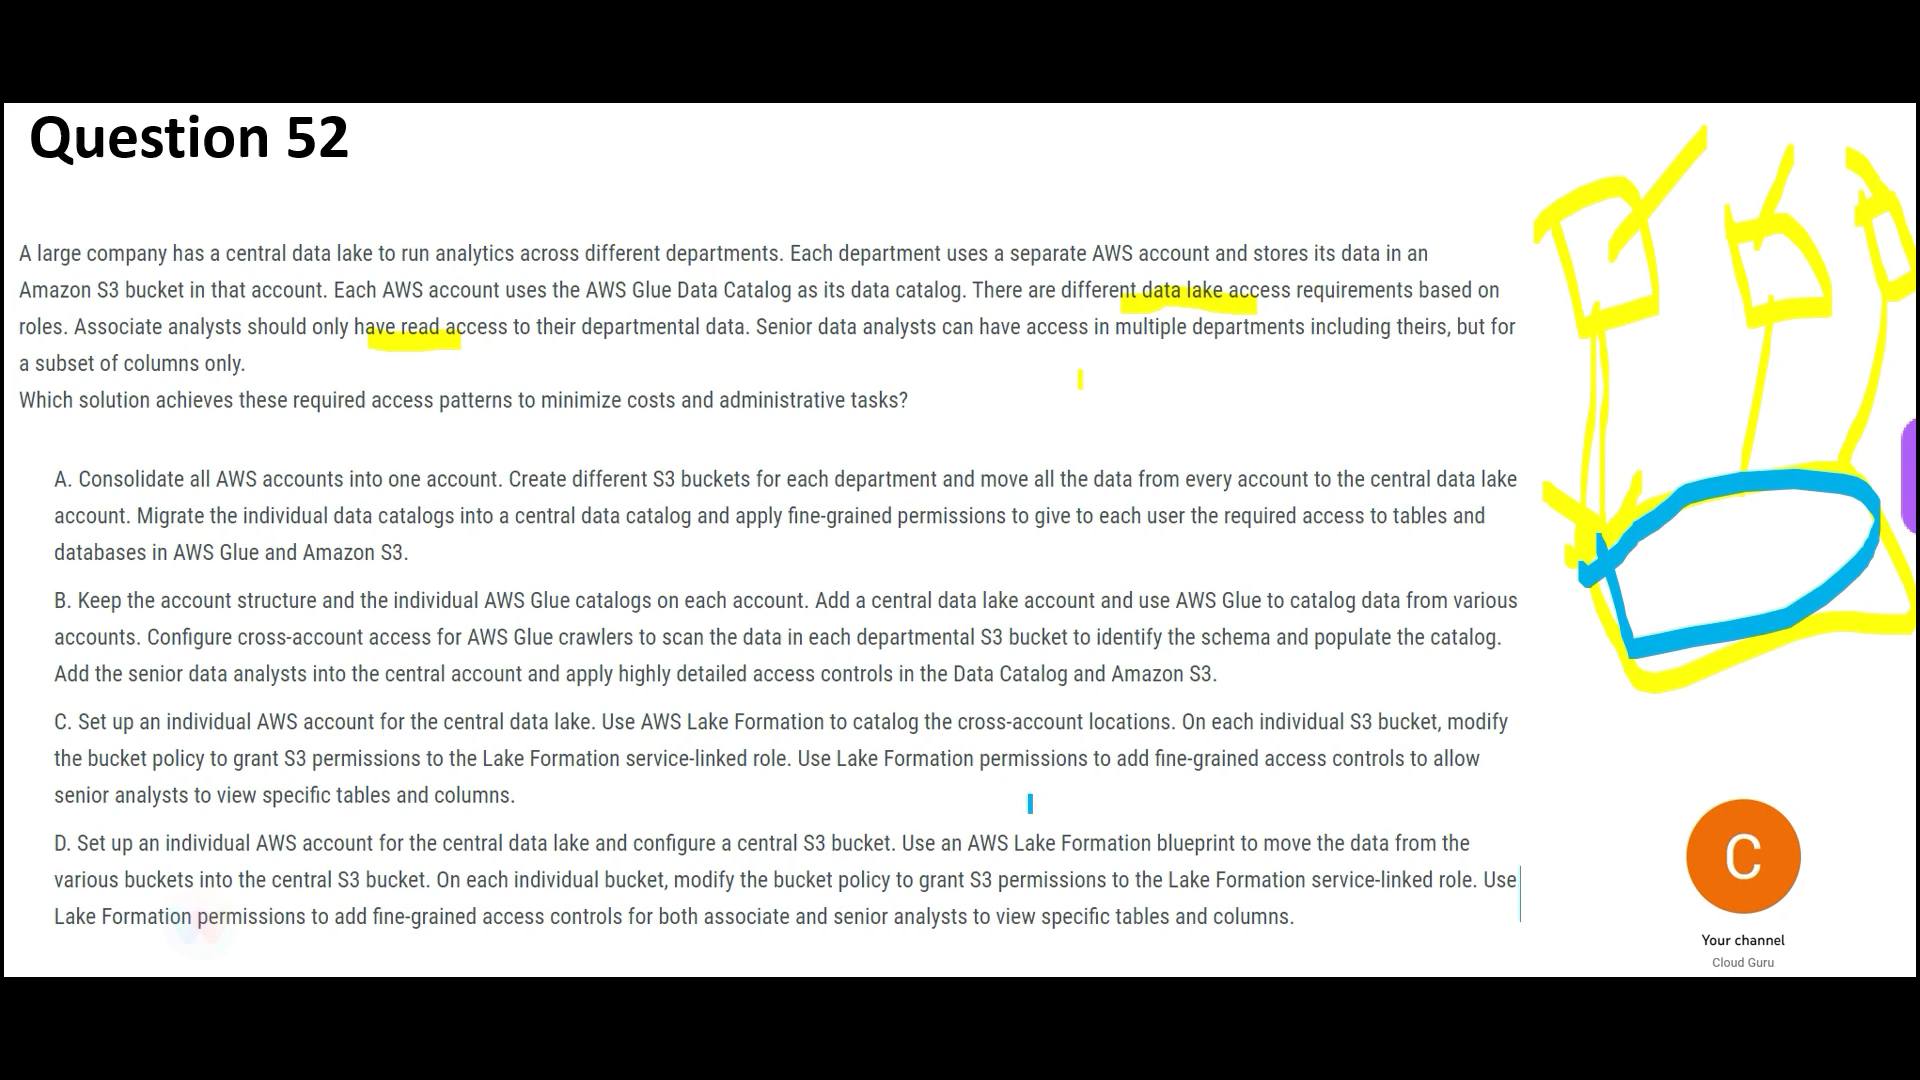 Question 52
A large company has a central data lake to run analytics across different departments. Each department uses a separate AWS account and stores its data in an
Amazon S3 bucket in that account. Each AWS account uses the AWS Glue Data Catalog as its data catalog. There are different data lake access requirements based on
roles. Associate analysts should only have read access to their departmental data. Senior data analysts can have access in multiple departments including theirs, but for
a subset of columns only.
Which solution achieves these required access patterns to minimize costs and administrative tasks?
A. Consolidate all AWS accounts into one account. Create different S3 buckets for each department and move all the data from every account to the central data lake
account. Migrate the individual data catalogs into a central data catalog and apply fine-grained permissions to give to each user the required access to tables and
databases in AWS Glue and Amazon S3.
B. Keep the account structure and the individual AWS Glue catalogs on each account. Add a central data lake account and use AWS Glue to catalog data from various
accounts. Configure cross-account access for AWS Glue crawlers to scan the data in each departmental S3 bucket to identify the schema and populate the catalog.
Add the senior data analysts into the central account and apply highly detailed access controls in the Data Catalog and Amazon S3.
C. Set up an individual AWS account for the central data lake. Use AWS Lake Formation to catalog the cross-account locations. On each individual S3 bucket, modify
the bucket policy to grant S3 permissions to the Lake Formation service-linked role. Use Lake Formation permissions to add fine-grained access controls to allow
senior analysts to view specific tables and columns.
D. Set up an individual AWS account for the central data lake and configure a central S3 bucket. Use an AWS Lake Formation blueprint to move the data from the
various buckets into the central S3 bucket. On each individual bucket, modify the bucket policy to grant S3 permissions to the Lake Formation service-linked role. Use
Lake Formation permissions to add fine-grained access controls for both associate and senior analysts to view specific tables and columns.
C
Your channel
Cloud Guru